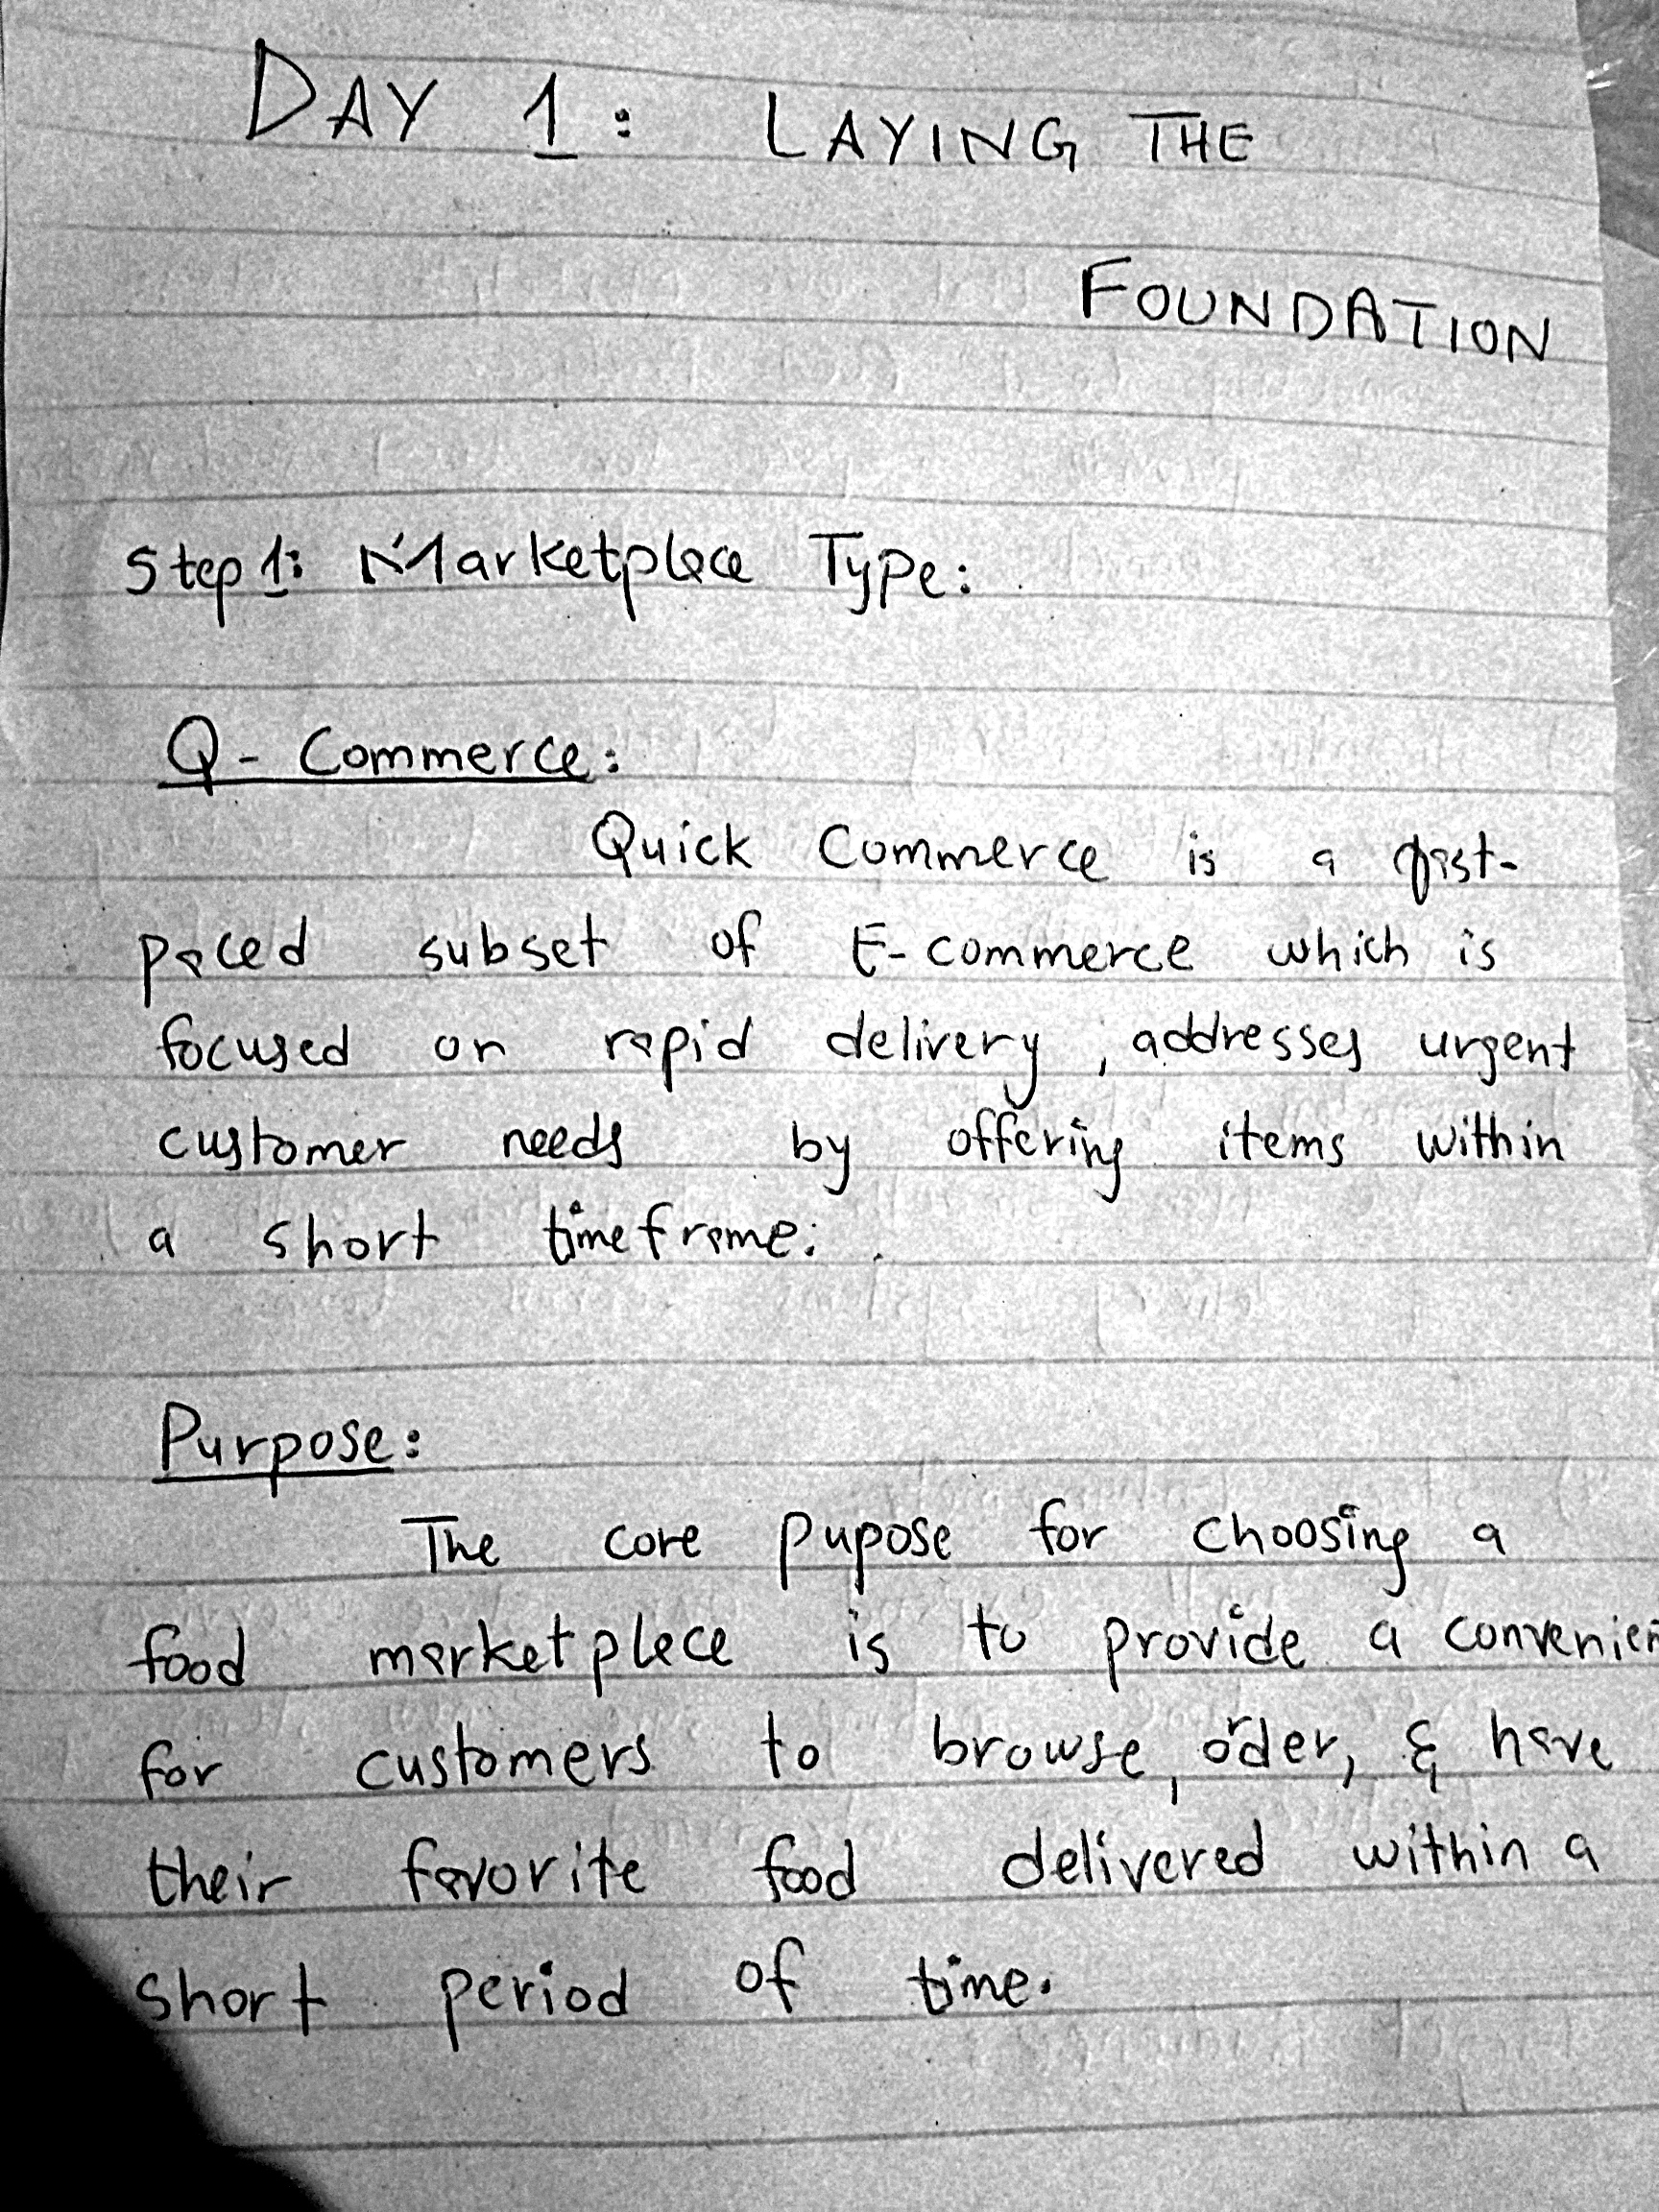 DAY 1: LAYING THE
FOUNDATION
Step 1: Marketplace Type:
Q- Commerce:
Quick Commerce is a fast-
paced subset of E-commerce which is
focused on rapid delivery, addresses urgent
customer needs by offering items within
a short timeframe.
Purpose:
The core pupose for choosing a
food marketplace is to provide a convenien
for customers to browse, order, & have
their favorite food delivered within a
short period of time.